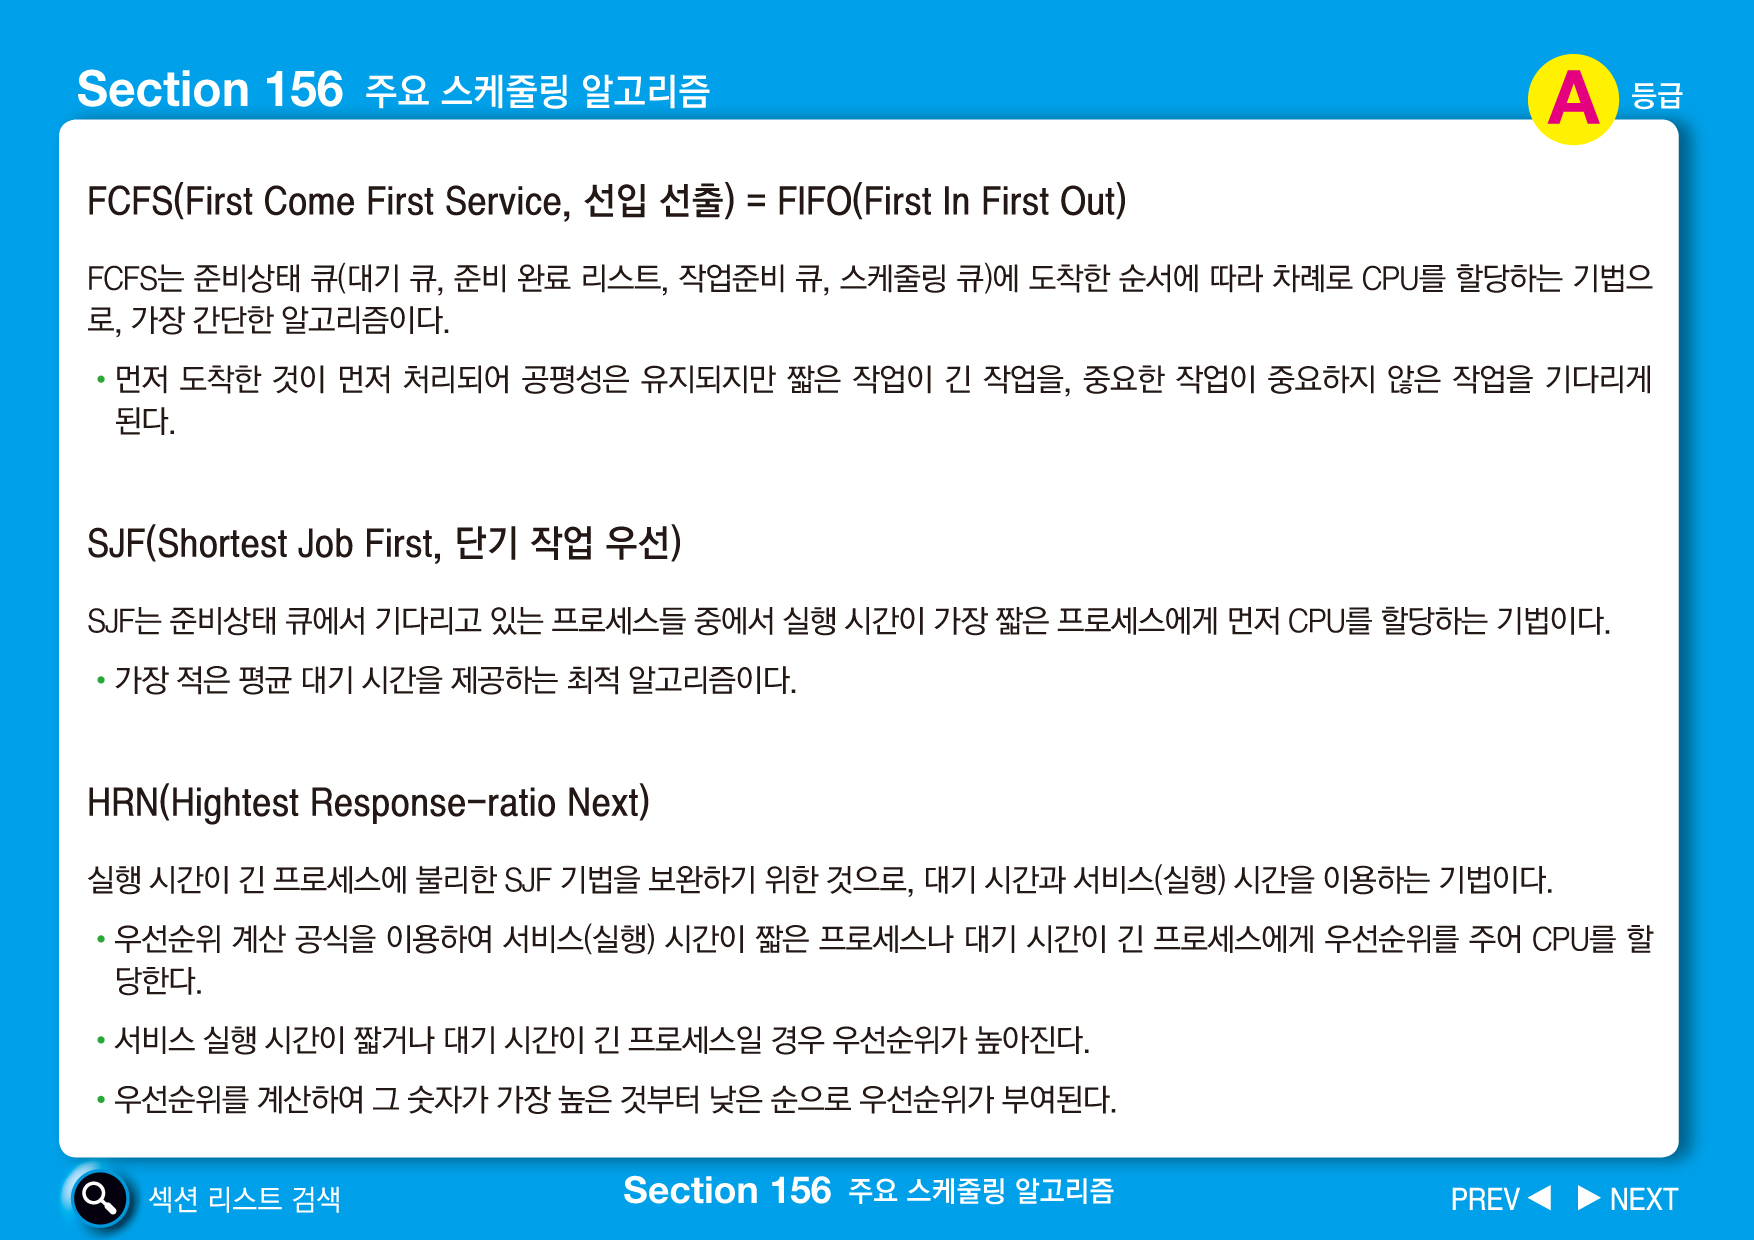 Section 156 주요 스케줄링 알고리즘
A 등급
FCFS(First Come First Service, 선입 선출) = FIFO(First In First Out)
FCFS는 준비상태 큐(대기 큐, 준비 완료 리스트, 작업준비 큐, 스케줄링 큐)에 도착한 순서에 따라 차례로 CPU를 할당하는 기법으
로, 가장 간단한 알고리즘이다.
• 먼저 도착한 것이 먼저 처리되어 공평성은 유지되지만 짧은 작업이 긴 작업을, 중요한 작업이 중요하지 않은 작업을 기다리게
된다.
SJF(Shortest Job First, 단기 작업 우선)
SJF는 준비상태 큐에서 기다리고 있는 프로세스들 중에서 실행 시간이 가장 짧은 프로세스에게 먼저 CPU를 할당하는 기법이다.
• 가장 적은 평균 대기 시간을 제공하는 최적 알고리즘이다.
HRN(Hightest Response-ratio Next)
실행 시간이 긴 프로세스에 불리한 SJF 기법을 보완하기 위한 것으로, 대기 시간과 서비스(실행) 시간을 이용하는 기법이다.
• 우선순위 계산 공식을 이용하여 서비스(실행) 시간이 짧은 프로세스나 대기 시간이 긴 프로세스에게 우선순위를 주어 CPU를 할
당한다.
• 서비스 실행 시간이 짧거나 대기 시간이 긴 프로세스일 경우 우선순위가 높아진다.
• 우선순위를 계산하여 그 숫자가 가장 높은 것부터 낮은 순으로 우선순위가 부여된다.
섹션 리스트 검색
Section 156 주요 스케줄링 알고리즘
PREV ◀ ▶ NEXT